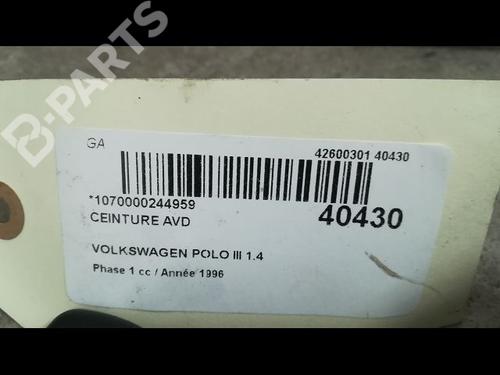 B-PARTS
GA
42600301 40430
*1070000244959
40430
CEINTURE AVD
VOLKSWAGEN POLO III 1.4
Phase 1 cc / Année 1996